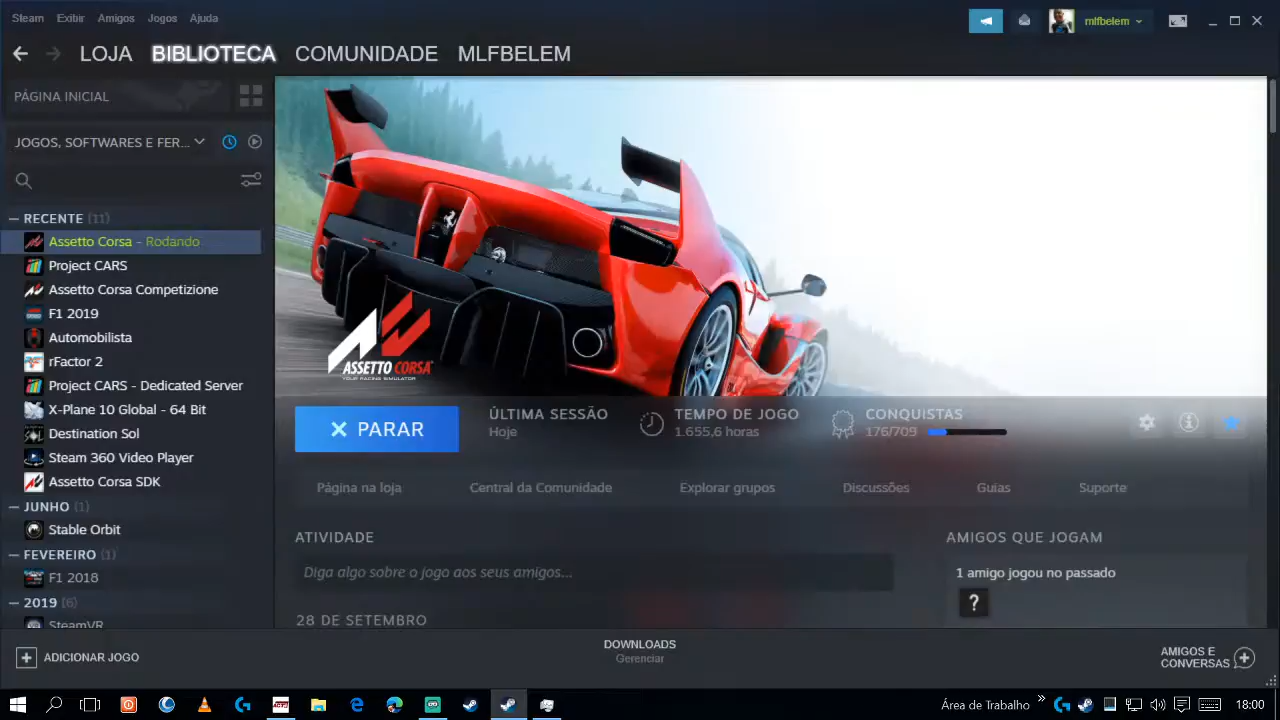 Steam Exibir Amigos Jogos Ajuda
mlfbelem
LOJA BIBLIOTECA COMUNIDADE MLFBELEM
PÁGINA INICIAL
JOGOS, SOFTWARES E FER...
RECENTE (11)
Assetto Corsa - Rodando
Project CARS
Assetto Corsa Competizione
F1 2019
Automobilista
rFactor 2
Project CARS - Dedicated Server
X-Plane 10 Global - 64 Bit
Destination Sol
Steam 360 Video Player
Assetto Corsa SDK
JUNHO (1)
Stable Orbit
FEVEREIRO (1)
F1 2018
2019 (6)
SteamVR
ASSETTO CORSA
YOUR RACING SIMULATOR
PARAR
ÚLTIMA SESSÃO
Hoje
TEMPO DE JOGO
1.655,6 horas
CONQUISTAS
176/709
Página na loja Central da Comunidade Explorar grupos Discussões Guias Suporte
ATIVIDADE
Diga algo sobre o jogo aos seus amigos...
28 DE SETEMBRO
AMIGOS QUE JOGAM
1 amigo jogou no passado
?
ADICIONAR JOGO
DOWNLOADS
Gerenciar
AMIGOS E
CONVERSAS
Área de Trabalho
18:00